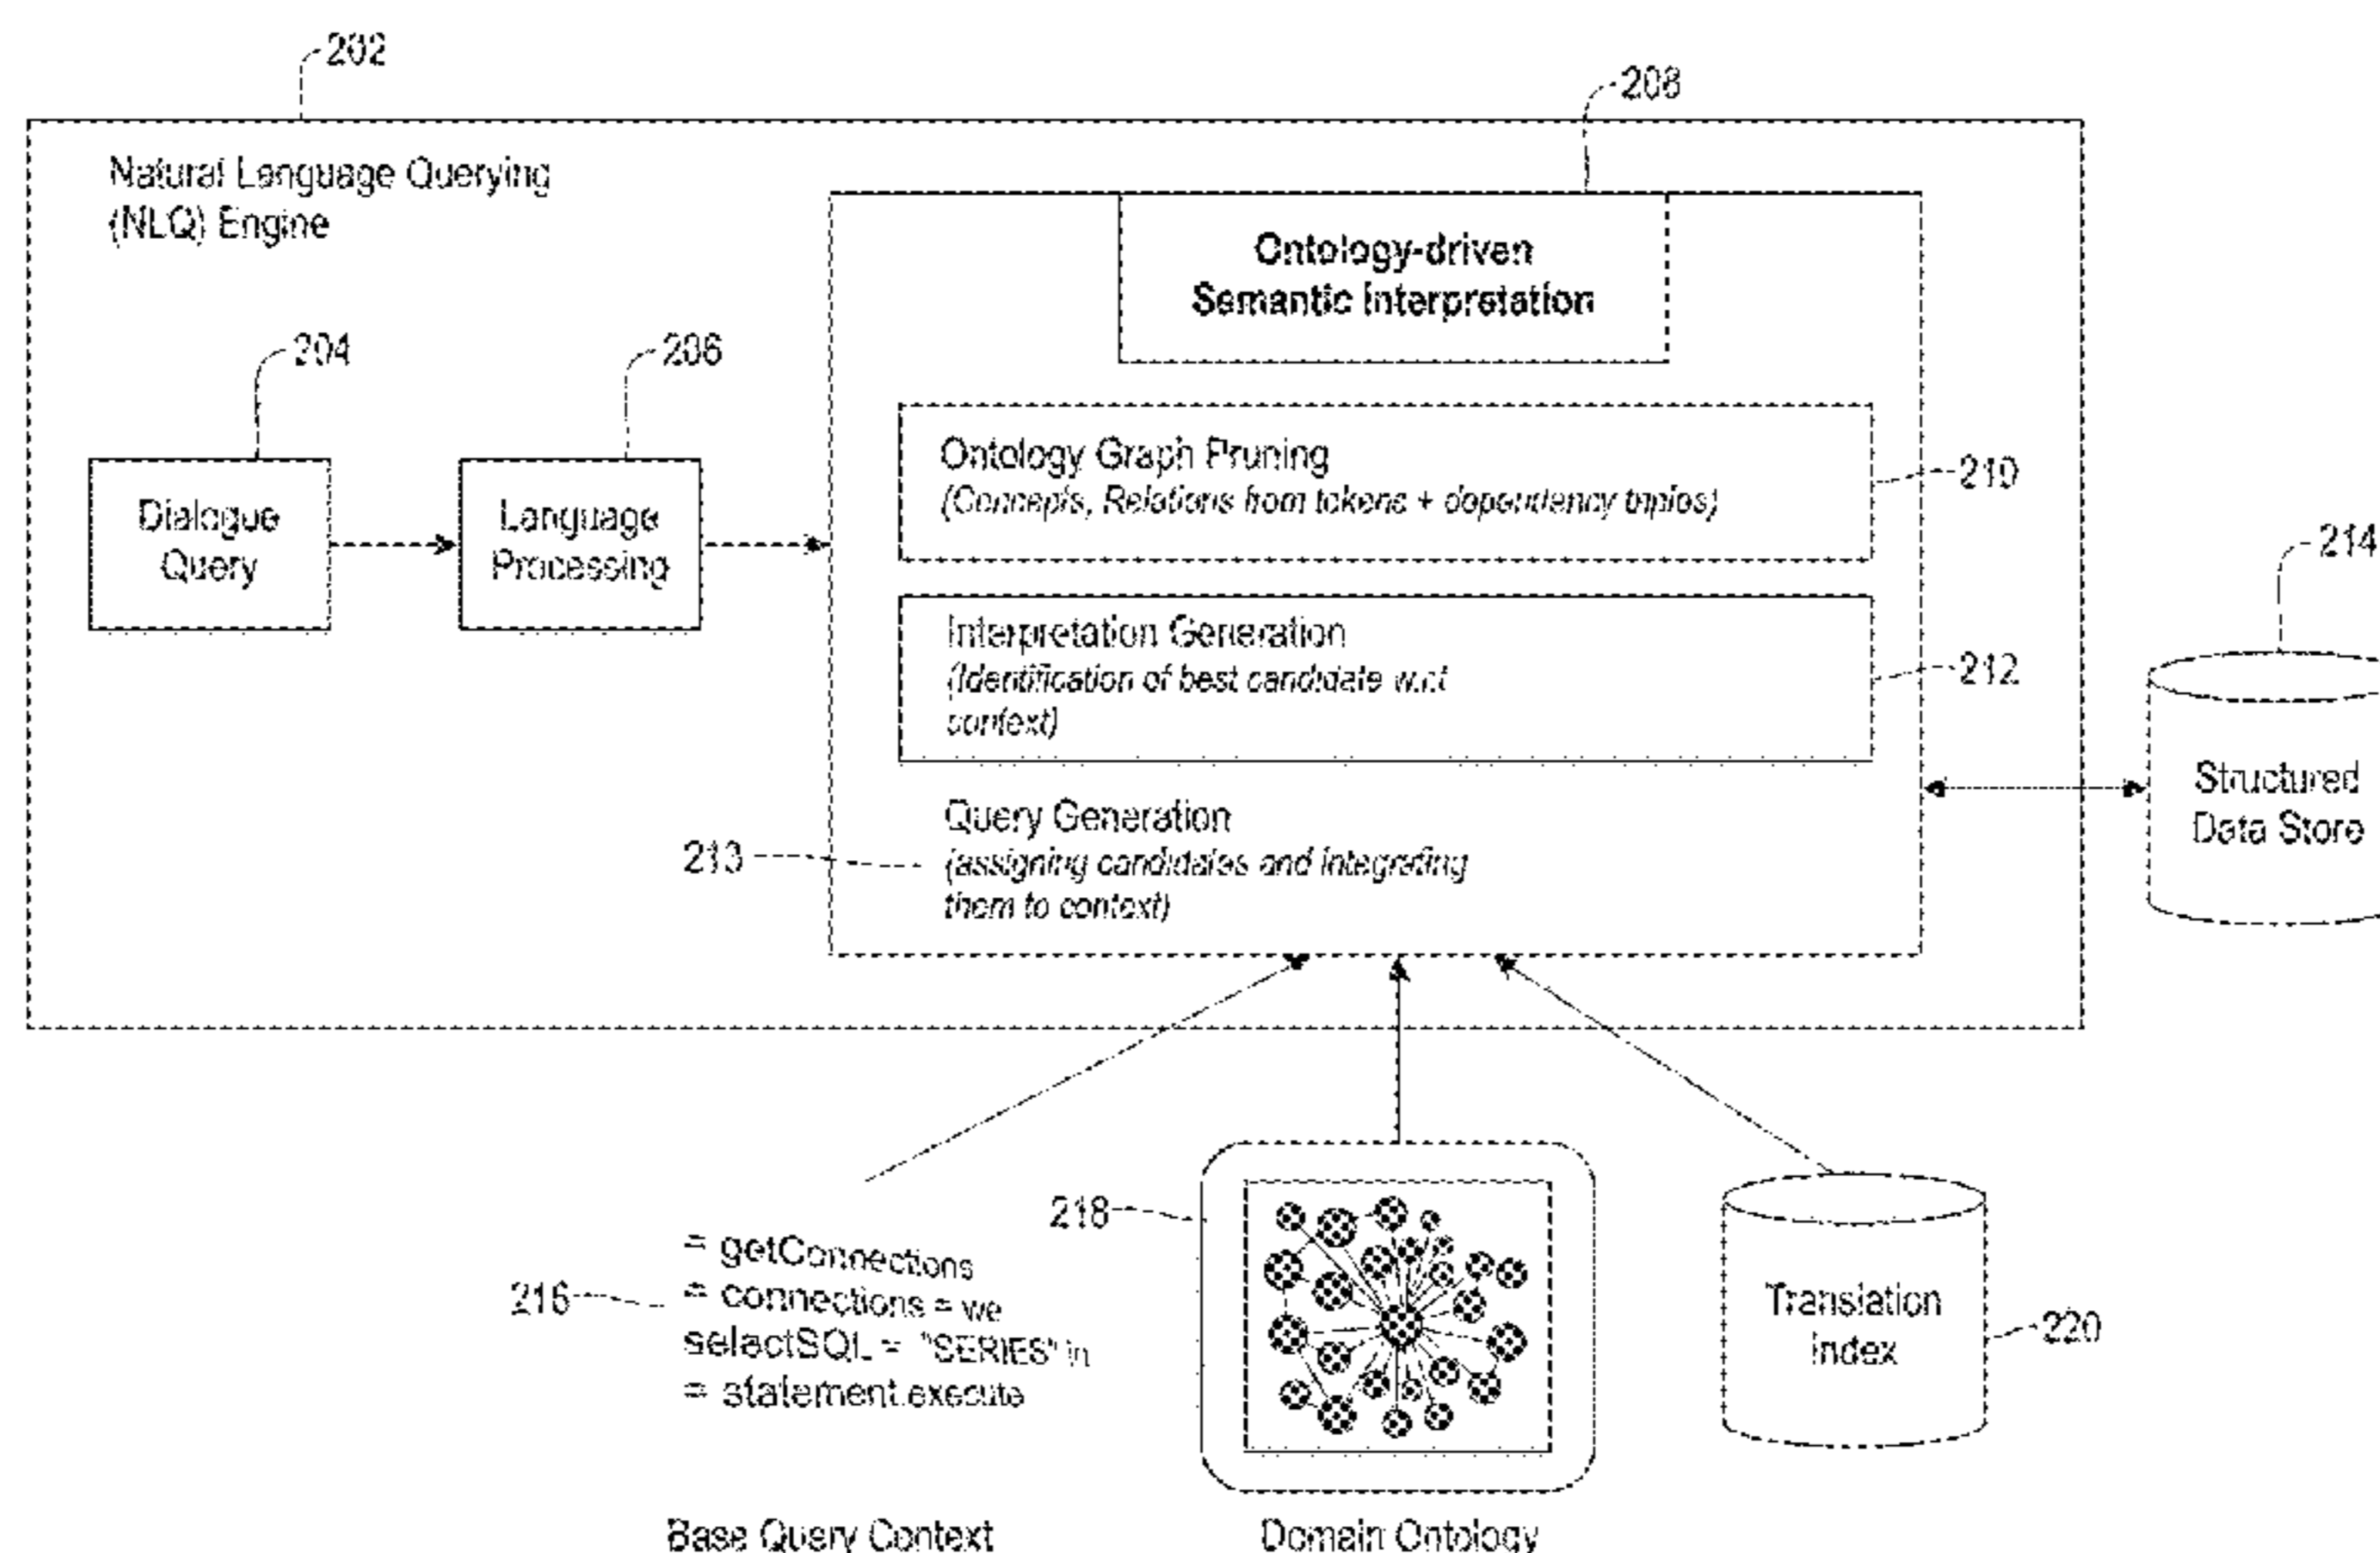 202
208
Natural Language Querying
(NLQ) Engine
Ontology-driven
Semantic Interpretation
204
206
Ontology Graph Pruning
(Concepts, Relations from tokens + dependency triples)
210
Dialogue
Query
Language
Processing
214
Interpretation Generation
(Identification of best candidate w.r.t
context)
212
Structured
Data Store
Query Generation
213
(assigning candidates and integrating
them to context)
218
= getConnections
216
= connections = we
selectSQL = "SERIES" in
= statement.execute
Translation
index
220
Base Query Context
Domain Ontology